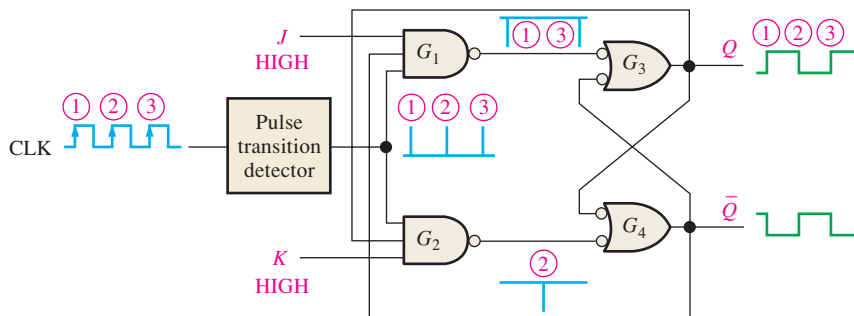 J
HIGH
G1
① ③
G3
Q
① ② ③
① ② ③
CLK
Pulse
transition
detector
① ② ③
G2
G4
Q̄
K
HIGH
②